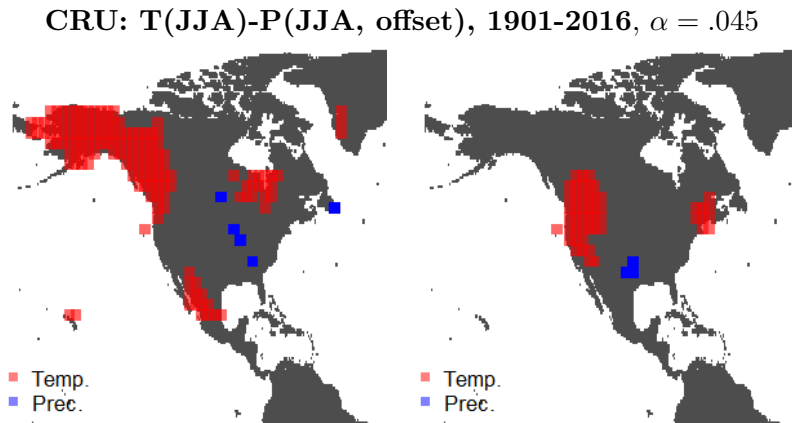 CRU: T(JJA)-P(JJA, offset), 1901-2016, α = .045
Temp.
Prec.
Temp.
Prec.